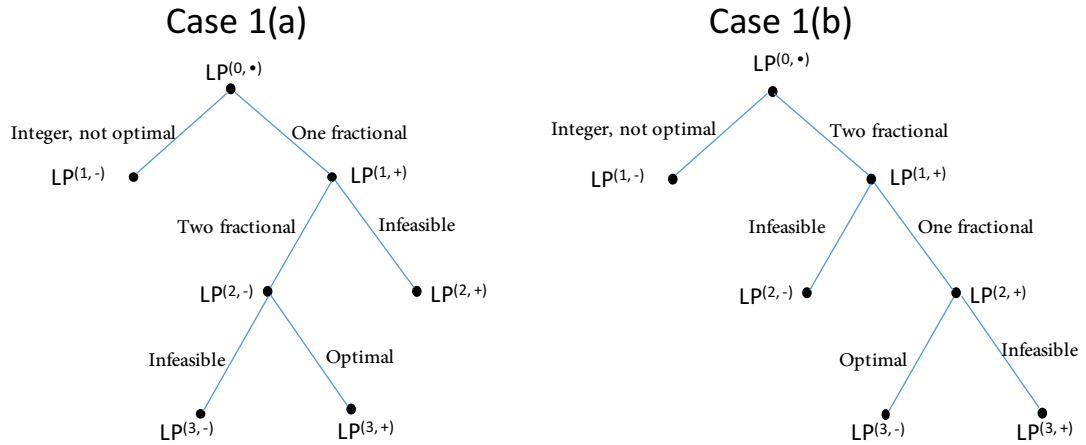 Case 1(a)
LP(0, •)
Integer, not optimal
One fractional
LP(1, -)
LP(1, +)
Two fractional
Infeasible
LP(2, -)
LP(2, +)
Infeasible
Optimal
LP(3, -)
LP(3, +)
Case 1(b)
LP(0, •)
Integer, not optimal
Two fractional
LP(1, -)
LP(1, +)
Infeasible
One fractional
LP(2, -)
LP(2, +)
Optimal
Infeasible
LP(3, -)
LP(3, +)